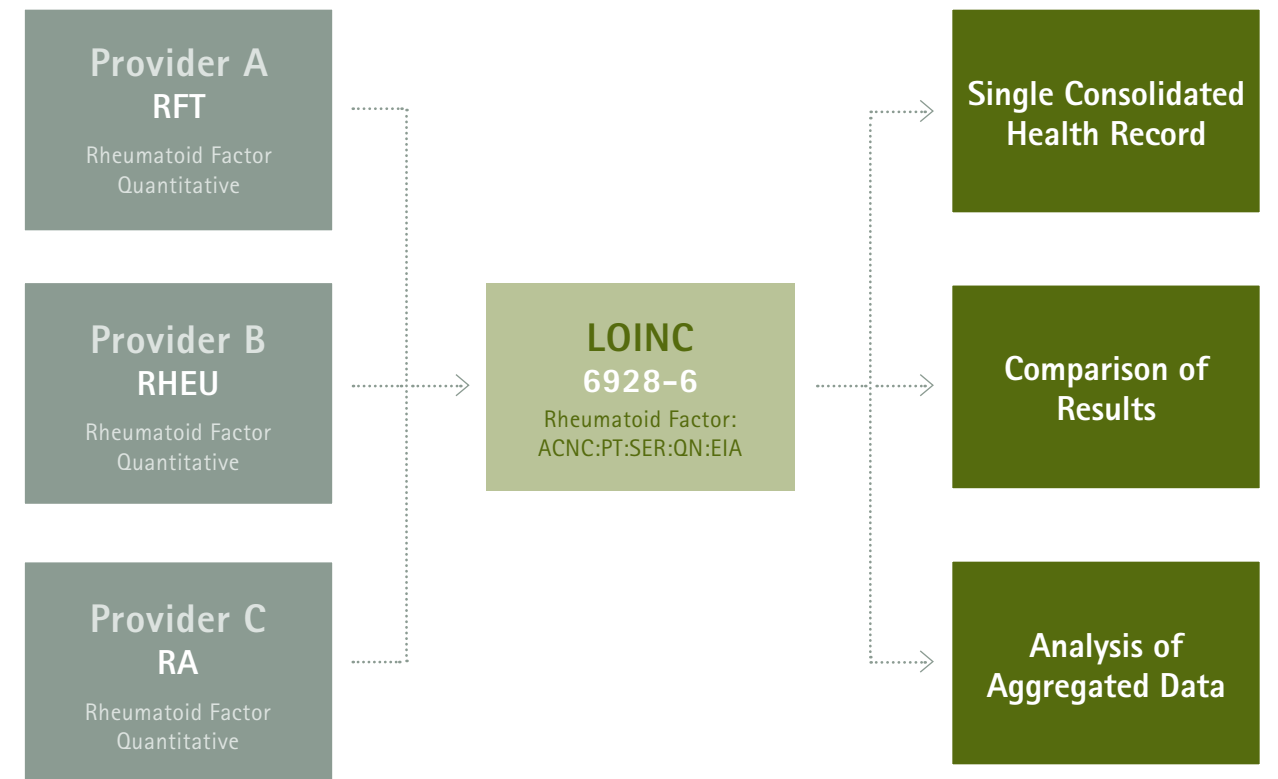 Provider A
RFT
Rheumatoid Factor
Quantitative
Provider B
RHEU
Rheumatoid Factor
Quantitative
Provider C
RA
Rheumatoid Factor
Quantitative
LOINC
6928-6
Rheumatoid Factor:
ACNC:PT:SER:QN:EIA
Single Consolidated
Health Record
Comparison of
Results
Analysis of
Aggregated Data